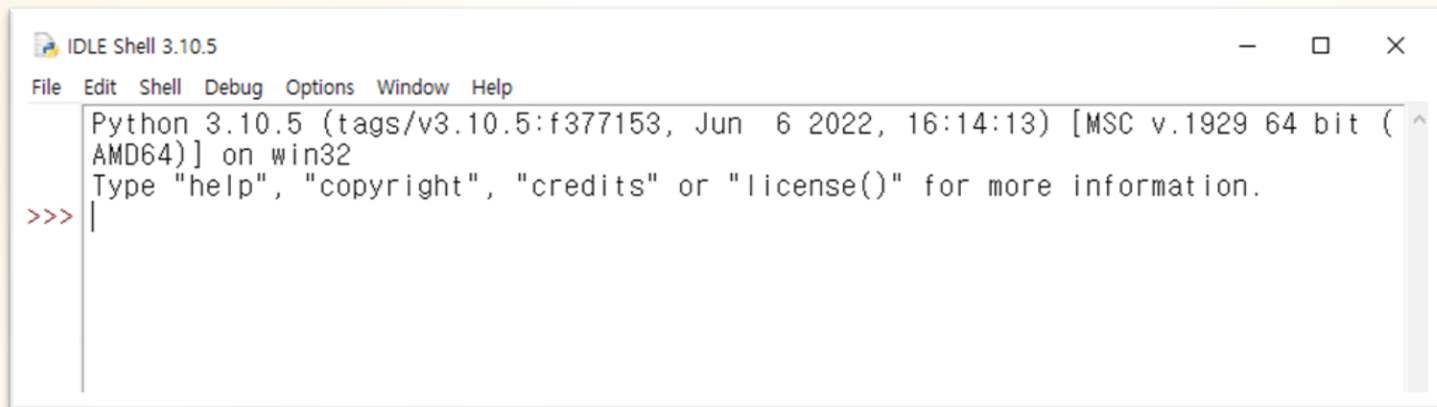 IDLE Shell 3.10.5
File Edit Shell Debug Options Window Help
Python 3.10.5 (tags/v3.10.5:f377153, Jun  6 2022, 16:14:13) [MSC v.1929 64 bit (
AMD64)] on win32
Type "help", "copyright", "credits" or "license()" for more information.
>>>